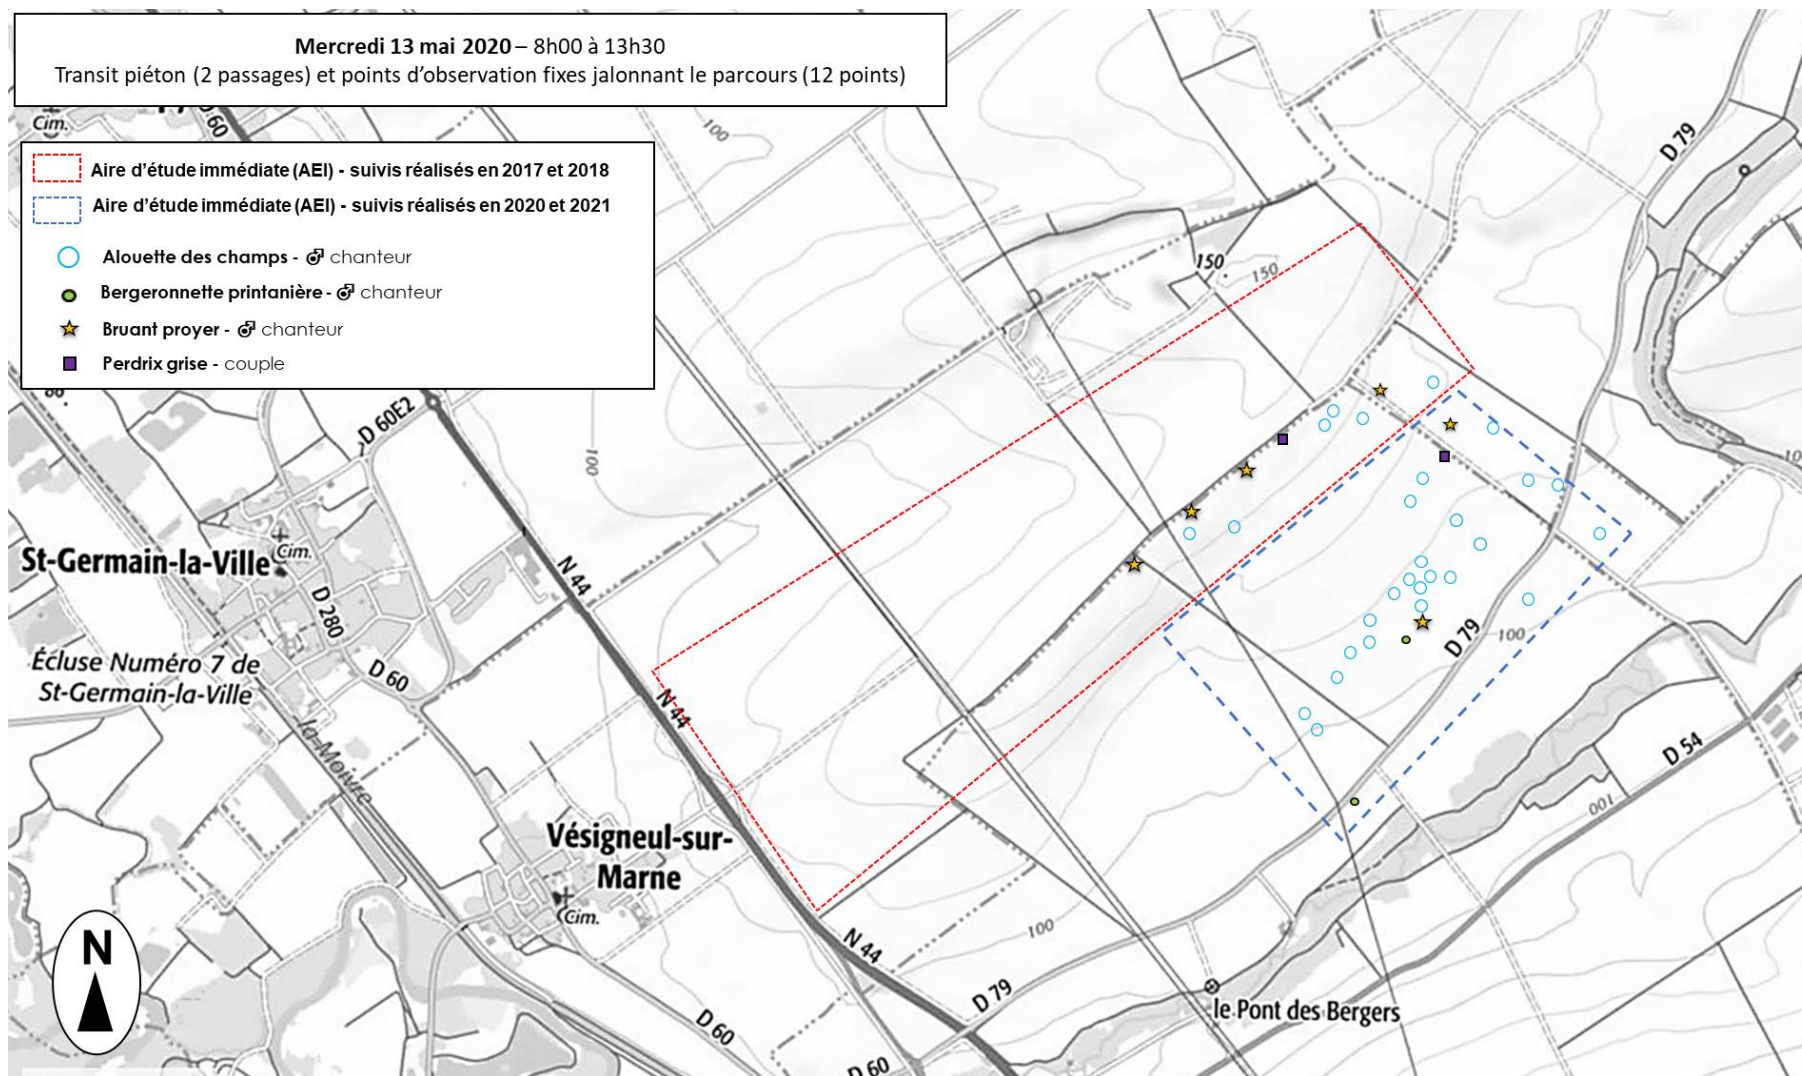 Mercredi 13 mai 2020 – 8h00 à 13h30
Transit piéton (2 passages) et points d'observation fixes jalonnant le parcours (12 points)
Cim.
60
Aire d'étude immédiate (AEI) - suivis réalisés en 2017 et 2018
Aire d'étude immédiate (AEI) - suivis réalisés en 2020 et 2021
Alouette des champs - ♂ chanteur
Bergeronnette printanière - ♂ chanteur
Bruant proyer - ♂ chanteur
Perdrix grise - couple
100
D 79
150
150
D 60E2
100
St-Germain-la-Ville
Cim.
N 44
D 280
Écluse Numéro 7 de
St-Germain-la-Ville
D 60
N 44
la Moivre
D 79
100
D 54
100
Vésigneul-sur-
Marne
Cim.
N 44
100
D 79
le Pont des Bergers
D 60
D 60
N